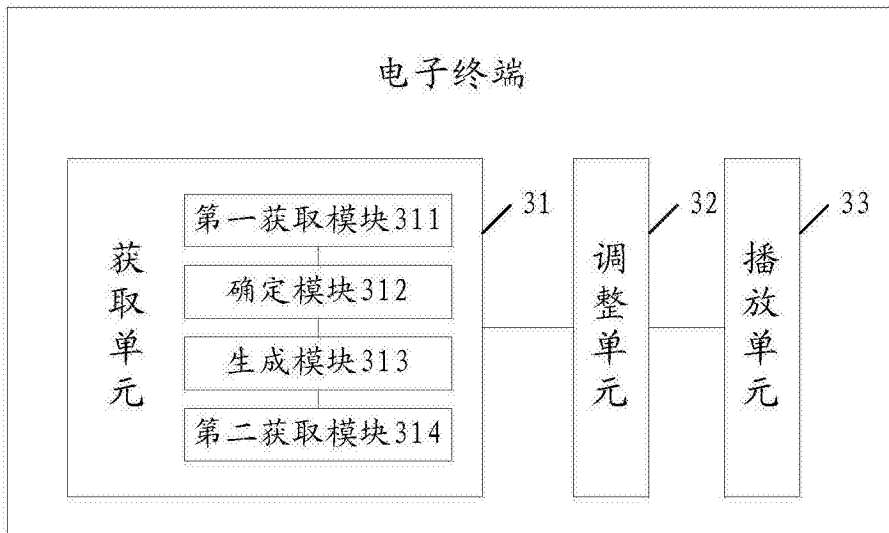 电子终端
获取单元
第一获取模块311
确定模块312
生成模块313
第二获取模块314
31
调整单元
32
播放单元
33